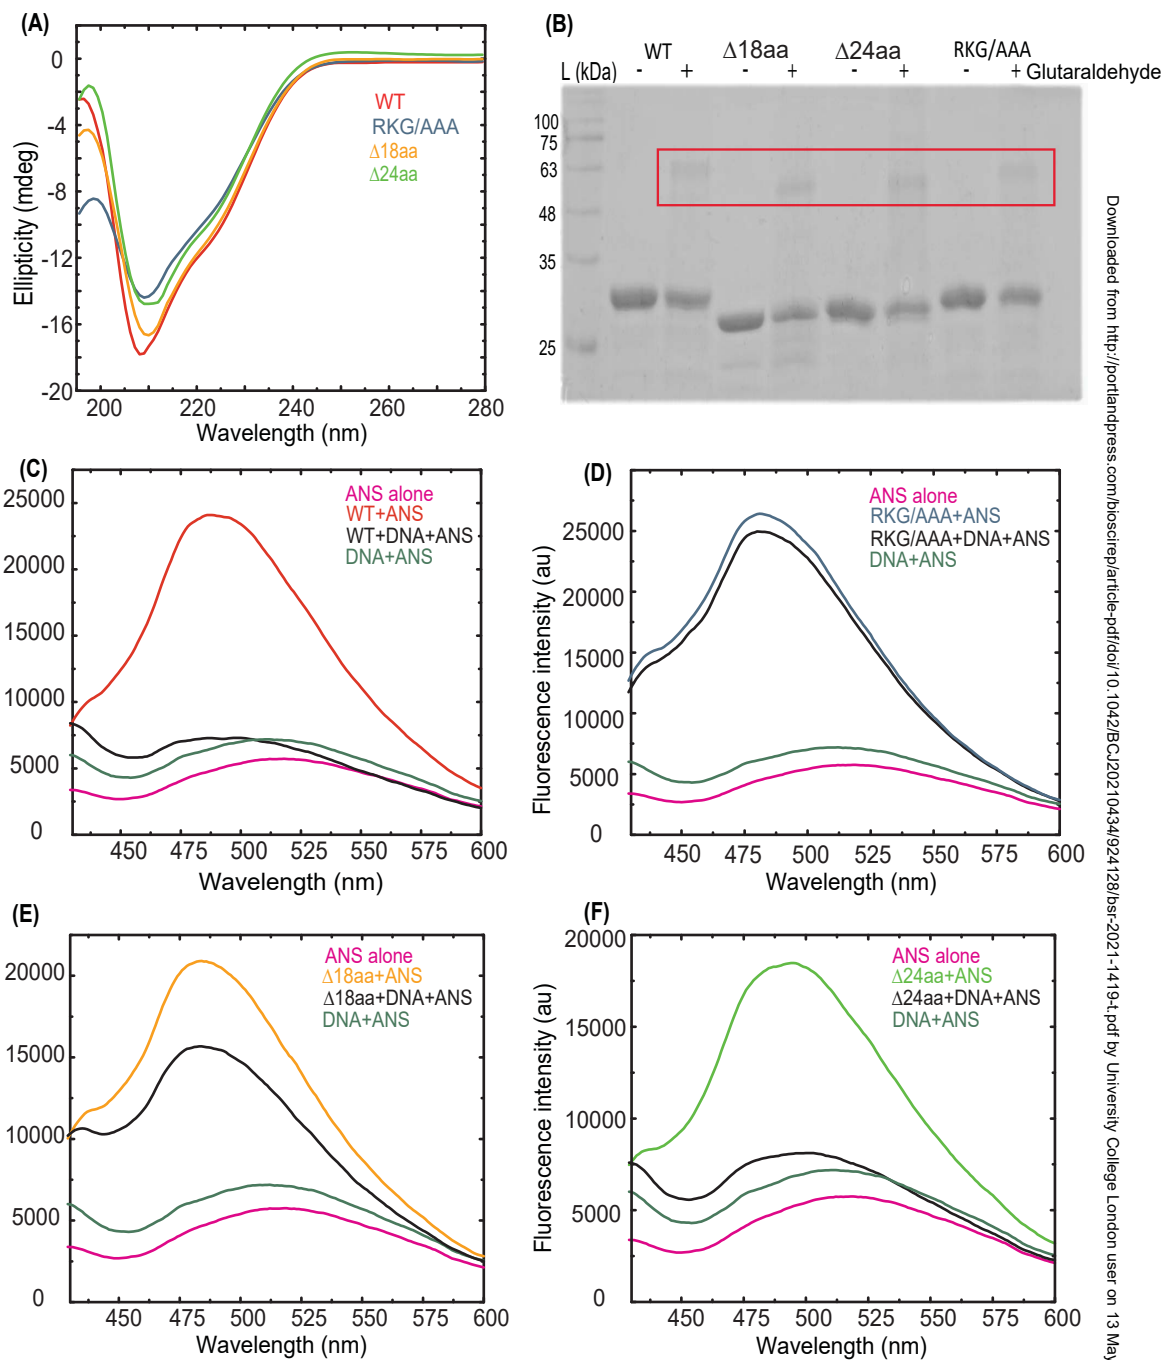 (A)
0
-4
-8
-12
-16
-20
200
220
240
260
280
Ellipticity (mdeg)
Wavelength (nm)
WT
RKG/AAA
Δ18aa
Δ24aa
(B)
WT
Δ18aa
Δ24aa
RKG/AAA
L (kDa)
- + - + - + - + Glutaraldehyde
100
75
63
48
35
25
(C)
25000
20000
15000
10000
5000
0
450
475
500
525
550
575
600
Wavelength (nm)
ANS alone
WT+ANS
WT+DNA+ANS
DNA+ANS
(D)
25000
20000
15000
10000
5000
0
450
475
500
525
550
575
600
Fluorescence intensity (au)
Wavelength (nm)
ANS alone
RKG/AAA+ANS
RKG/AAA+DNA+ANS
DNA+ANS
(E)
20000
15000
10000
5000
0
450
475
500
525
550
575
600
Wavelength (nm)
ANS alone
Δ18aa+ANS
Δ18aa+DNA+ANS
DNA+ANS
(F)
20000
15000
10000
5000
0
450
475
500
525
550
575
600
Fluorescence intensity (au)
Wavelength (nm)
ANS alone
Δ24aa+ANS
Δ24aa+DNA+ANS
DNA+ANS
Downloaded from http://portlandpress.com/bioscirep/article-pdf/doi/10.1042/BCJ20210434/924128/bsr-2021-1419-t.pdf by University College London user on 13 May